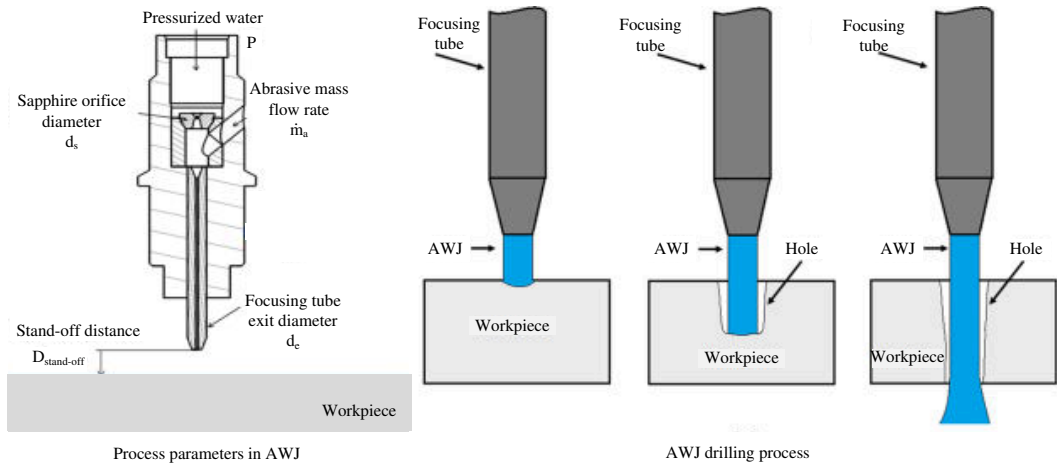 Pressurized water
P
Sapphire orifice
diameter
dₛ
Abrasive mass
flow rate
ṁₐ
Focusing tube
exit diameter
dₑ
Stand-off distance
D stand-off
Workpiece
Process parameters in AWJ
Focusing
tube
AWJ
Workpiece
Focusing
tube
AWJ
Hole
Workpiece
Focusing
tube
AWJ
Hole
Workpiece
AWJ drilling process